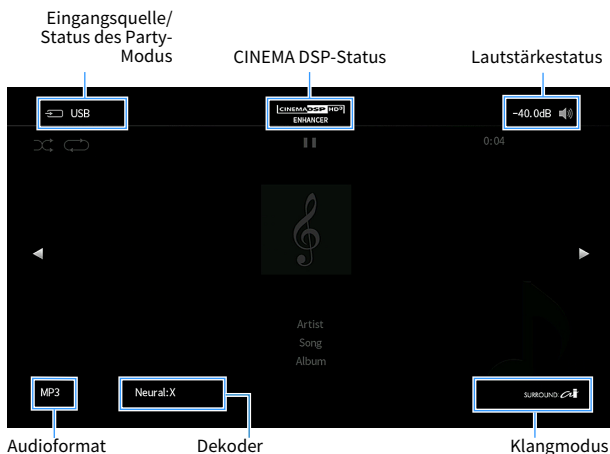 Eingangsquelle/
Status des Party-
Modus
CINEMA DSP-Status
Lautstärkestatus
USB
CINEMA DSP HD³
ENHANCER
-40.0dB
0:04
Artist
Song
Album
MP3
Neural:X
SURROUND: AI
Audioformat
Dekoder
Klangmodus